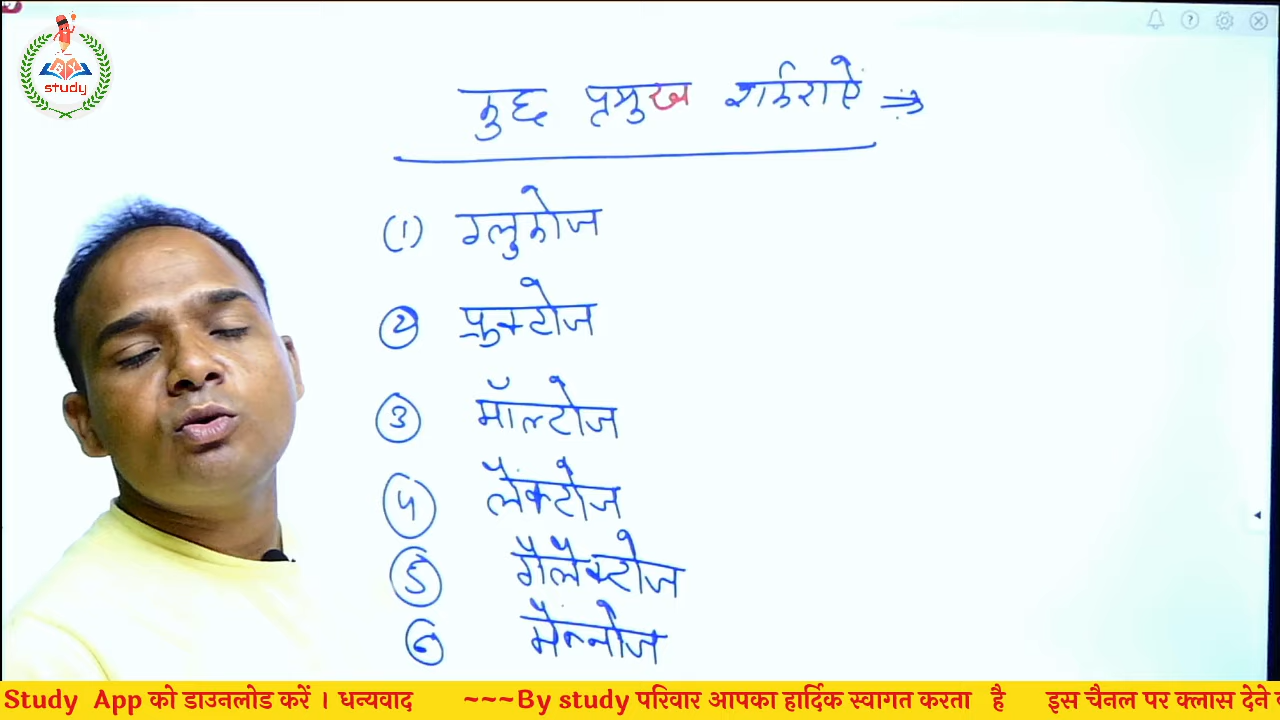 BY
study
कुछ प्रमुख शर्कराऐं ⇒
(1) ग्लुकोज
2 फ्रुक्टोज
3 मॉल्टोज
4 लैक्टोज
5 गैलैक्टोज
6 मैन्नोज
Study App को डाउनलोड करें । धन्यवाद ~~~By study परिवार आपका हार्दिक स्वागत करता है इस चैनल पर क्लास देने